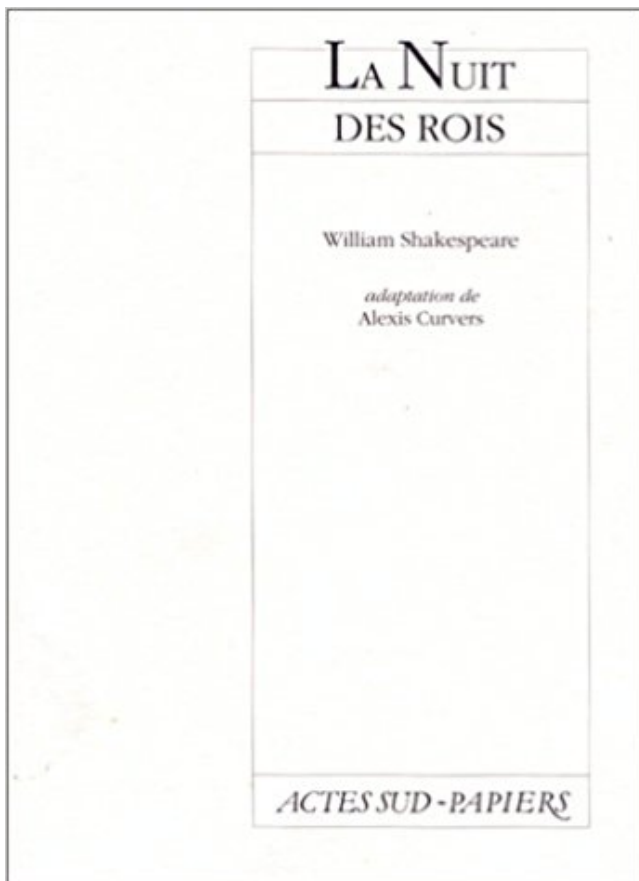 LA NUIT
DES ROIS
William Shakespeare
adaptation de
Alexis Curvers
ACTES SUD - PAPIERS